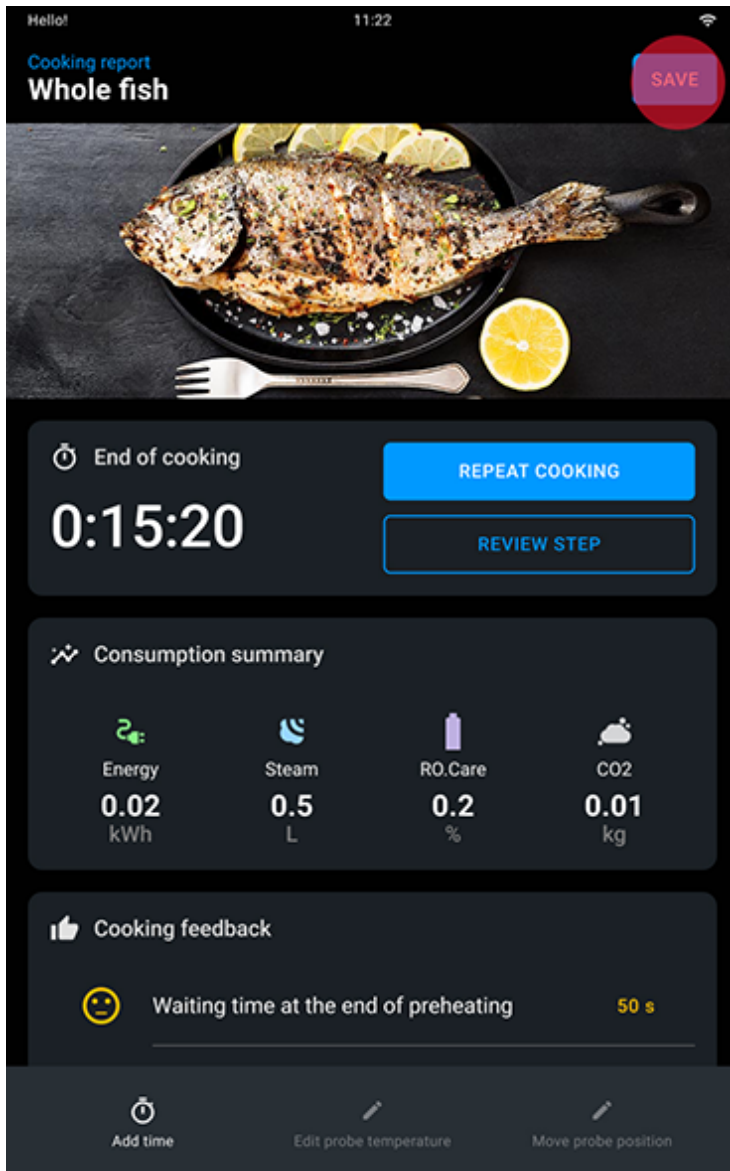 Hello!
11:22
Cooking report
Whole fish
SAVE
End of cooking
0:15:20
REPEAT COOKING
REVIEW STEP
Consumption summary
Energy
Steam
RO.Care
CO2
0.02
0.5
0.2
0.01
kWh
L
%
kg
Cooking feedback
Waiting time at the end of preheating
50 s
Add time
Edit probe temperature
Move probe position